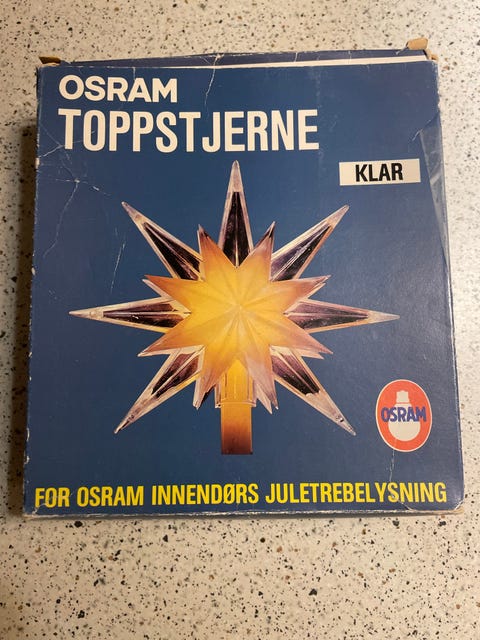 OSRAM
TOPPSTJERNE
KLAR
OSRAM
FOR OSRAM INNENDØRS JULETREBELYSNING